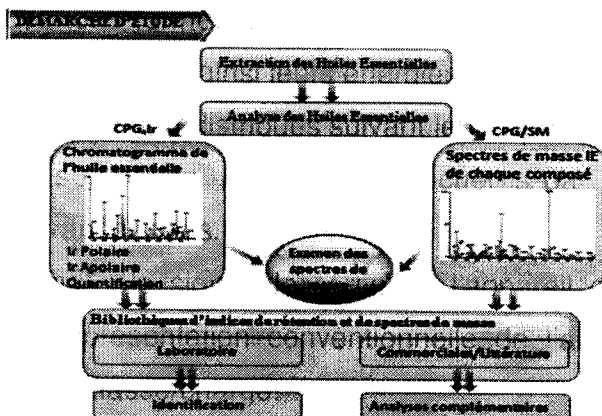 DEMARCHE D'ETUDE
Extraction des Huiles Essentielles
Analyse des Huiles Essentielles
CPG,Ir
CPG/SM
Chromatogramme de
l'huile essentielle
Ir Polaire
Ir Apolaire
Quantification
Spectres de masse IE
de chaque composé
Examen des
spectres de
Bibliothèques d'indices de rétention et de spectres de masse
Laboratoire
Commerciales/Littérature
Identification
Analyses complémentaires